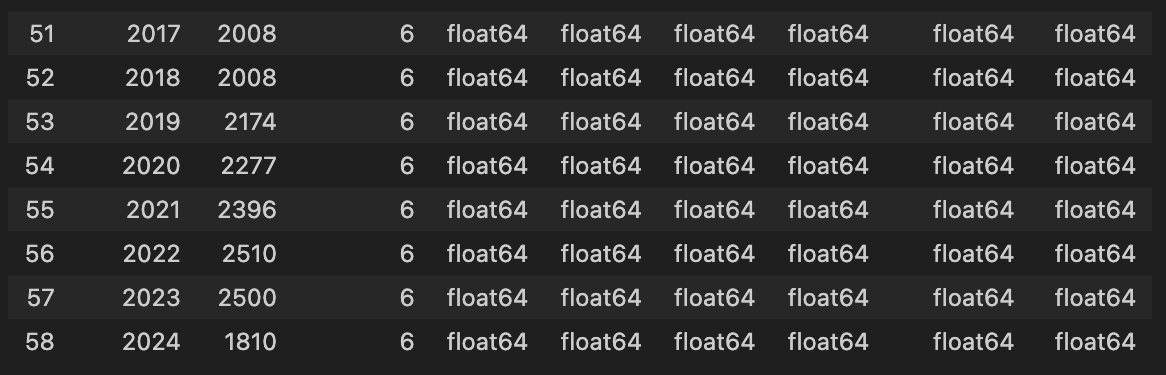 51 2017 2008 6 float64 float64 float64 float64 float64 float64
52 2018 2008 6 float64 float64 float64 float64 float64 float64
53 2019 2174 6 float64 float64 float64 float64 float64 float64
54 2020 2277 6 float64 float64 float64 float64 float64 float64
55 2021 2396 6 float64 float64 float64 float64 float64 float64
56 2022 2510 6 float64 float64 float64 float64 float64 float64
57 2023 2500 6 float64 float64 float64 float64 float64 float64
58 2024 1810 6 float64 float64 float64 float64 float64 float64